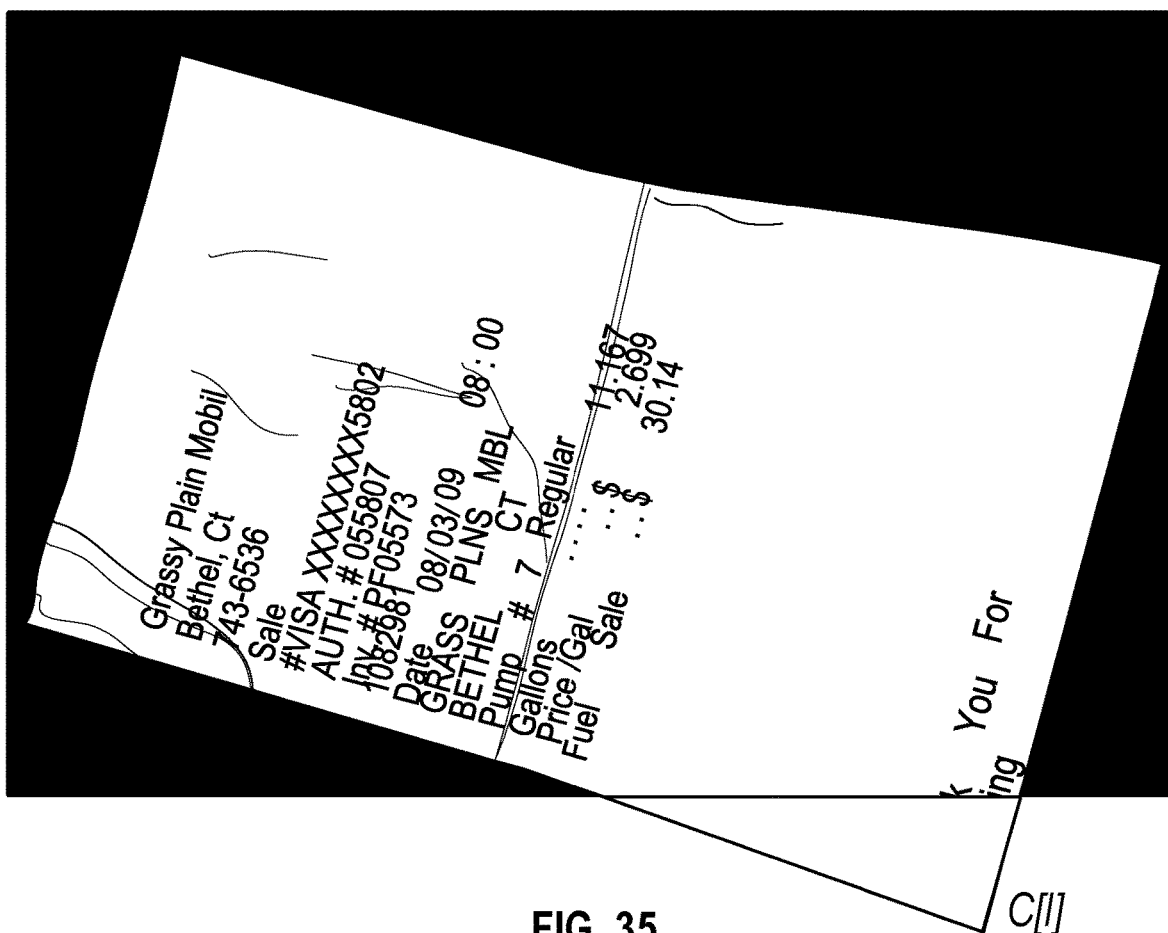 Grassy Plain Mobil
Bethel, Ct
743-6536
Sale
#VISA XXXXXXXX5802
AUTH. # 055807
Inv. # PF05573
1082981
Date 08/03/09 08 : 00
GRASS PLNS MBL
BETHEL CT
Pump # 7 Regular
Gallons .... 11.167
Price /Gal .. $ 2.699
Fuel Sale .. $ 30.14
k You For
ing
C[I]
FIG. 35